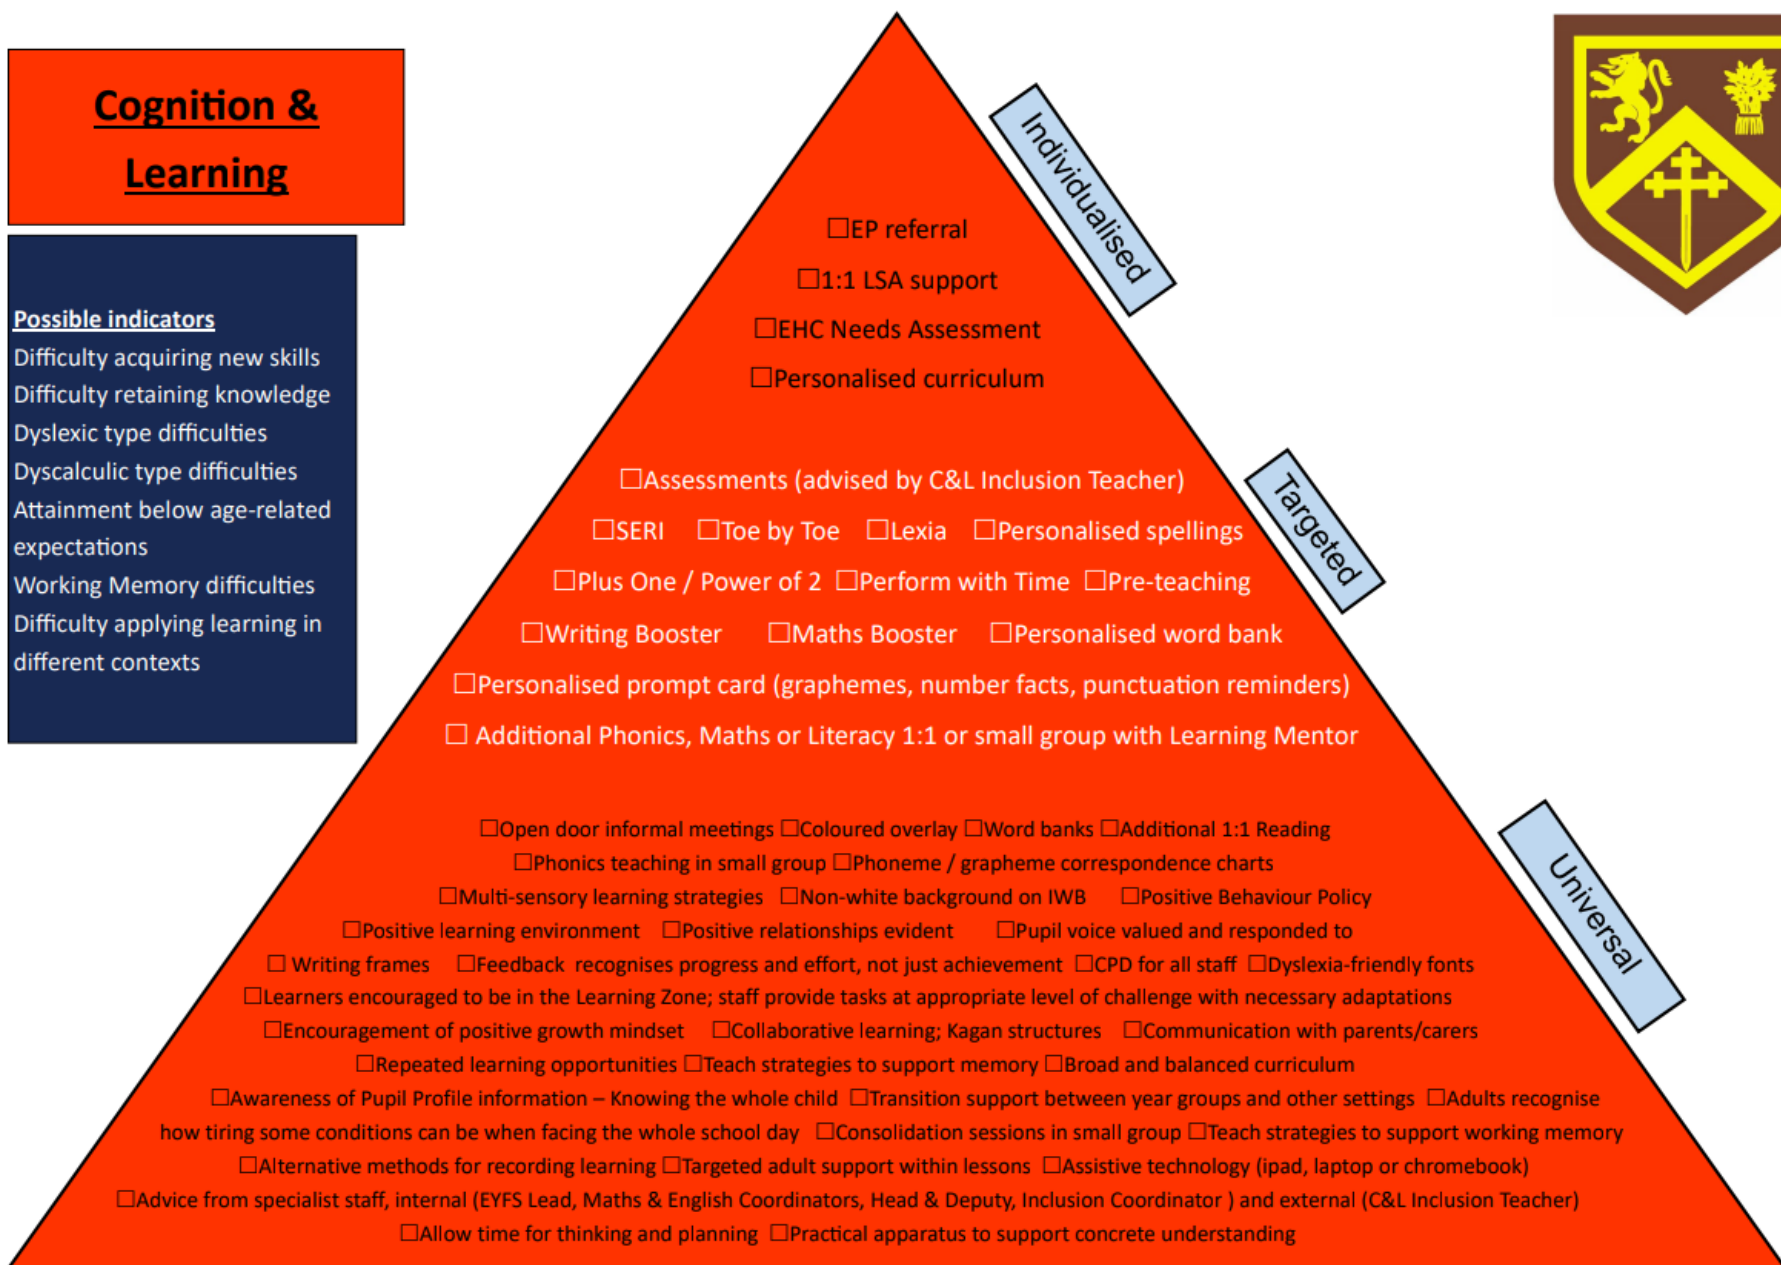 Cognition &
Learning
Possible indicators
Difficulty acquiring new skills
Difficulty retaining knowledge
Dyslexic type difficulties
Dyscalculic type difficulties
Attainment below age-related
expectations
Working Memory difficulties
Difficulty applying learning in
different contexts
Individualised
☐EP referral
☐1:1 LSA support
☐EHC Needs Assessment
☐Personalised curriculum
Targeted
☐Assessments (advised by C&L Inclusion Teacher)
☐SERI ☐Toe by Toe ☐Lexia ☐Personalised spellings
☐Plus One / Power of 2 ☐Perform with Time ☐Pre-teaching
☐Writing Booster ☐Maths Booster ☐Personalised word bank
☐Personalised prompt card (graphemes, number facts, punctuation reminders)
☐ Additional Phonics, Maths or Literacy 1:1 or small group with Learning Mentor
Universal
☐Open door informal meetings ☐Coloured overlay ☐Word banks ☐Additional 1:1 Reading
☐Phonics teaching in small group ☐Phoneme / grapheme correspondence charts
☐Multi-sensory learning strategies ☐Non-white background on IWB ☐Positive Behaviour Policy
☐Positive learning environment ☐Positive relationships evident ☐Pupil voice valued and responded to
☐ Writing frames ☐Feedback recognises progress and effort, not just achievement ☐CPD for all staff ☐Dyslexia-friendly fonts
☐Learners encouraged to be in the Learning Zone; staff provide tasks at appropriate level of challenge with necessary adaptations
☐Encouragement of positive growth mindset ☐Collaborative learning; Kagan structures ☐Communication with parents/carers
☐Repeated learning opportunities ☐Teach strategies to support memory ☐Broad and balanced curriculum
☐Awareness of Pupil Profile information – Knowing the whole child ☐Transition support between year groups and other settings ☐Adults recognise
how tiring some conditions can be when facing the whole school day ☐Consolidation sessions in small group ☐Teach strategies to support working memory
☐Alternative methods for recording learning ☐Targeted adult support within lessons ☐Assistive technology (ipad, laptop or chromebook)
☐Advice from specialist staff, internal (EYFS Lead, Maths & English Coordinators, Head & Deputy, Inclusion Coordinator ) and external (C&L Inclusion Teacher)
☐Allow time for thinking and planning ☐Practical apparatus to support concrete understanding